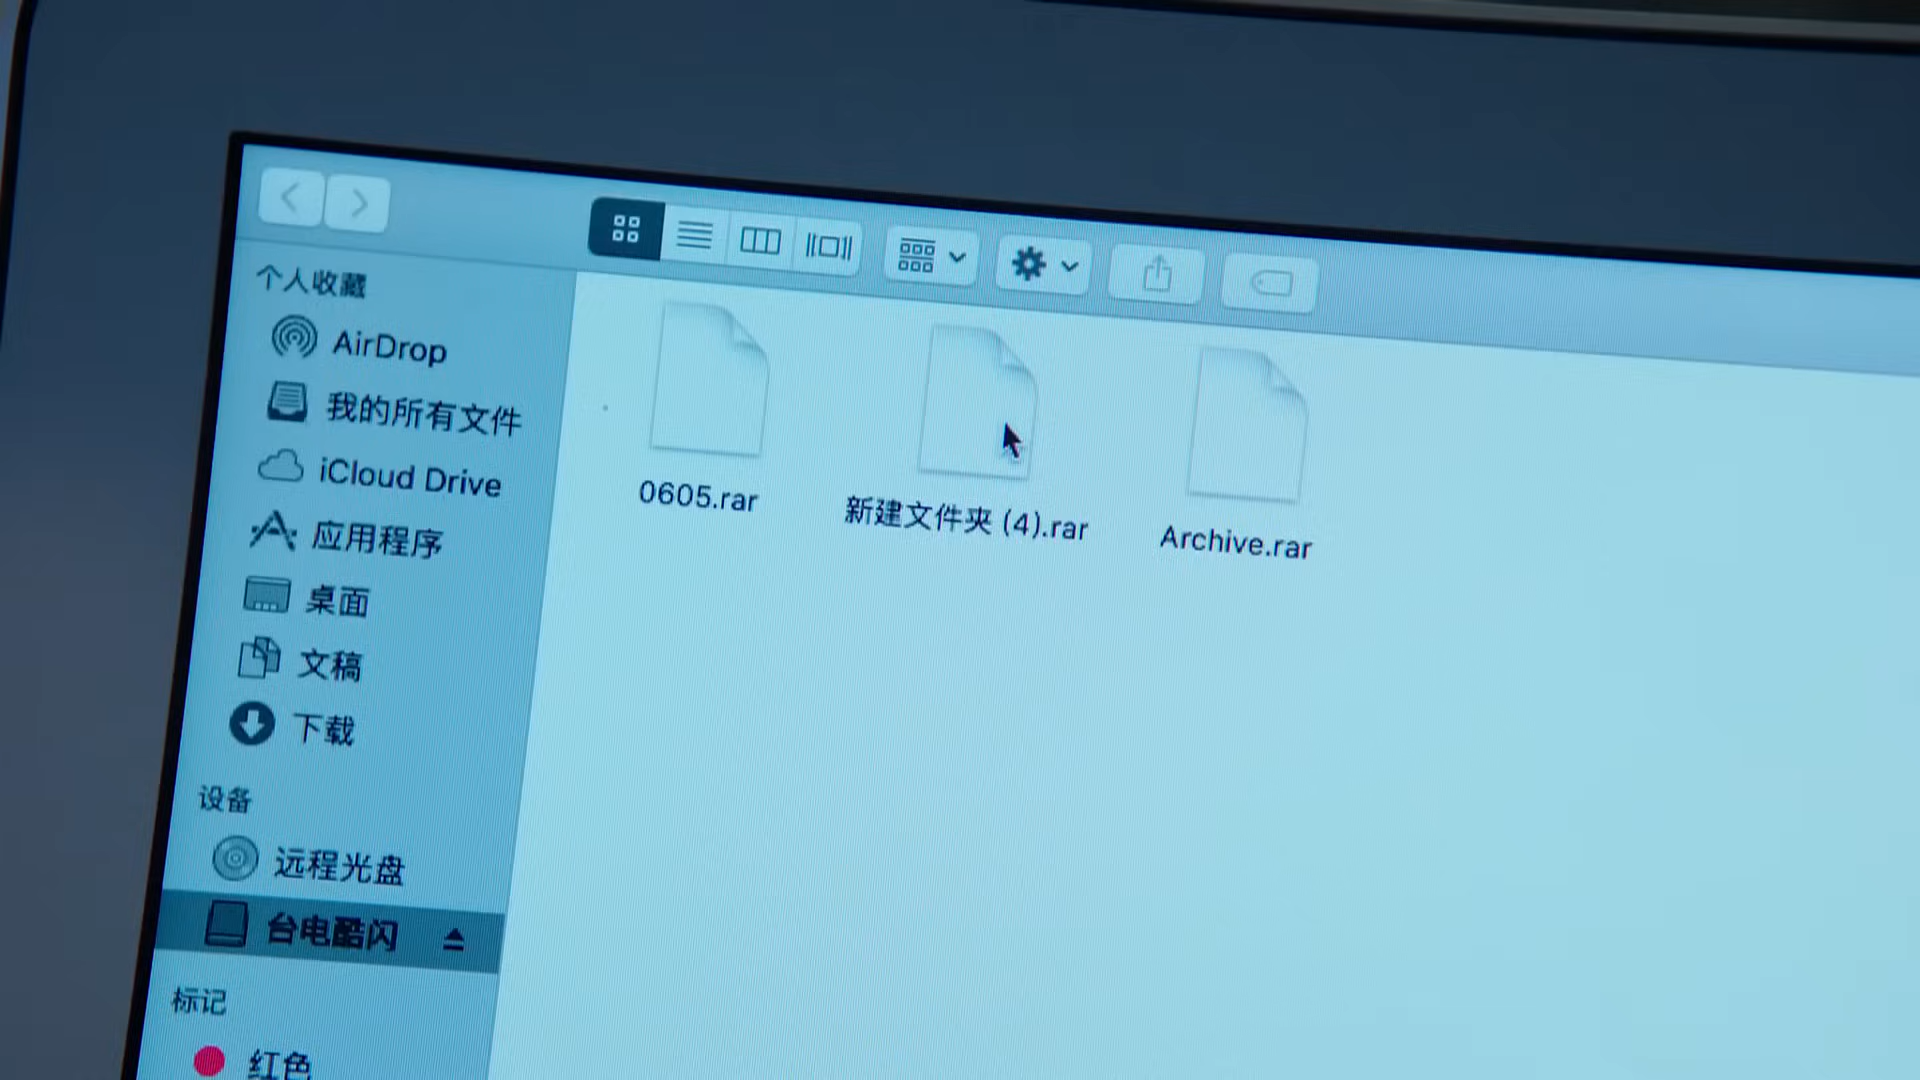 个人收藏
AirDrop
我的所有文件
iCloud Drive
应用程序
桌面
文稿
下载
设备
远程光盘
台电酷闪
标记
红色
0605.rar
新建文件夹 (4).rar
Archive.rar